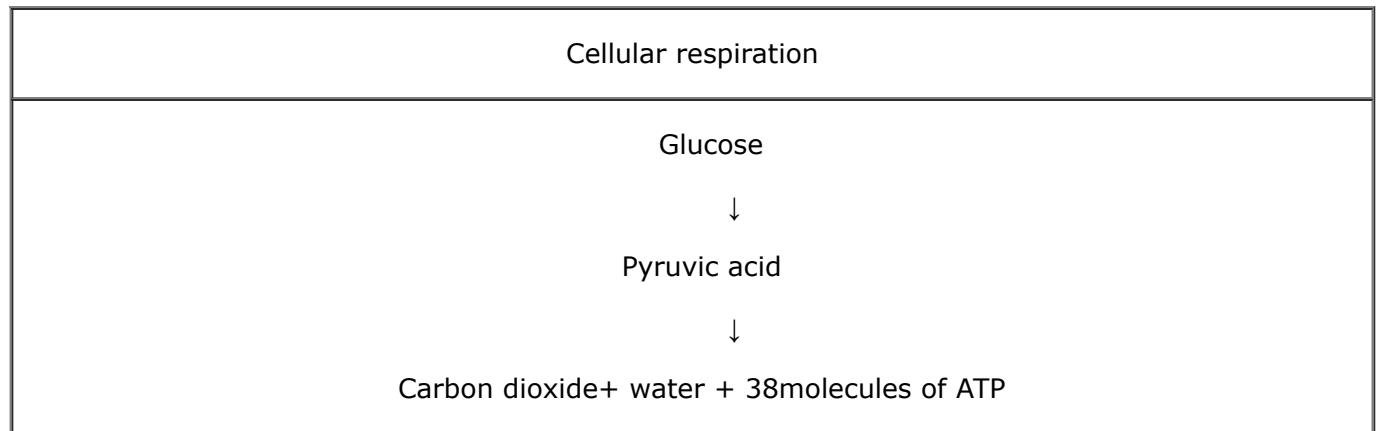 Cellular respiration
Glucose
↓
Pyruvic acid
↓
Carbon dioxide+ water + 38molecules of ATP